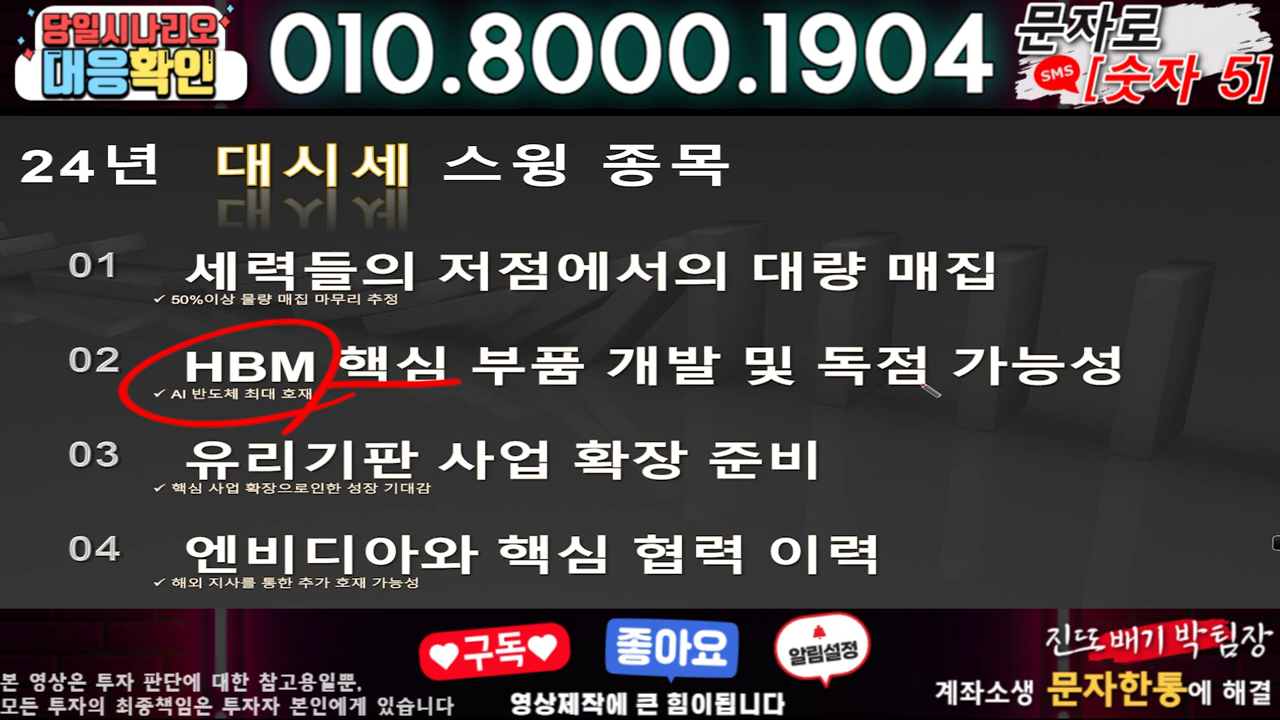 당일시나리오
대응확인
010.8000.1904
문자로
SMS
[숫자 5]
24년 대시세 스윙 종목
01 세력들의 저점에서의 대량 매집
✓ 50%이상 물량 매집 마무리 추정
02 HBM 핵심 부품 개발 및 독점 가능성
✓ AI 반도체 최대 호재
03 유리기판 사업 확장 준비
✓ 핵심 사업 확장으로인한 성장 기대감
04 엔비디아와 핵심 협력 이력
✓ 해외 지사를 통한 추가 호재 가능성
구독
좋아요
알림설정
영상제작에 큰 힘이됩니다
본 영상은 투자 판단에 대한 참고용일뿐,
모든 투자의 최종책임은 투자자 본인에게 있습니다
진또배기 박팀장
계좌소생 문자한통에 해결